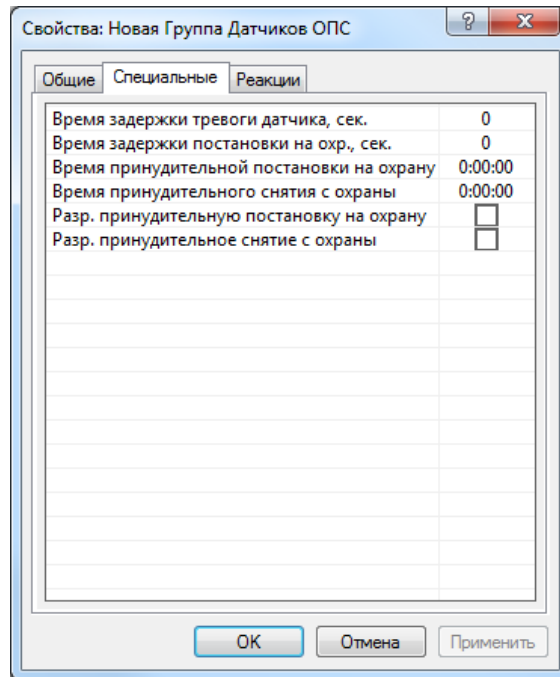 Свойства: Новая Группа Датчиков ОПС
Общие Специальные Реакции
Время задержки тревоги датчика, сек. 0
Время задержки постановки на охр., сек. 0
Время принудительной постановки на охрану 0:00:00
Время принудительного снятия с охраны 0:00:00
Разр. принудительную постановку на охрану
Разр. принудительное снятие с охраны
OK Отмена Применить